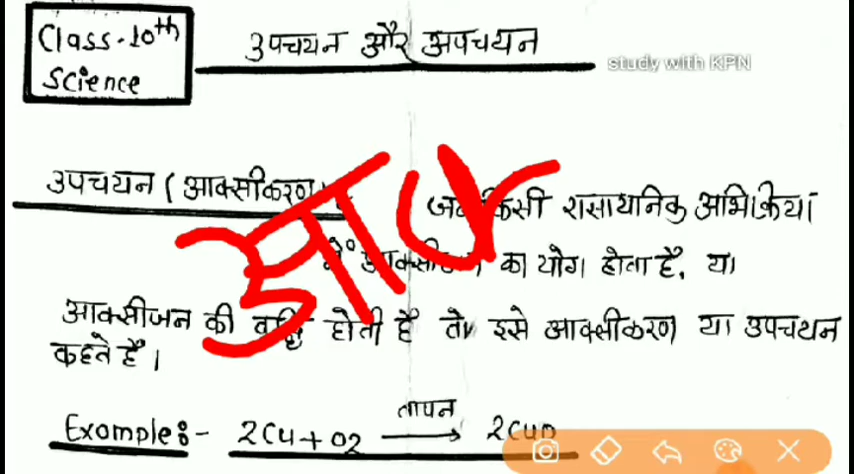 Class-10th
Science
उपचयन और अपचयन
study with KPN
उपचयन (आक्सीकरण
किसी रासायनिक अभिक्रिया
का योग होता है, या
आक्सीजन की वृद्धि होती है तो इसे आक्सीकरण या उपचयन
कहते है।
तापन
Example:- 2Cu+O2 → 2CuO